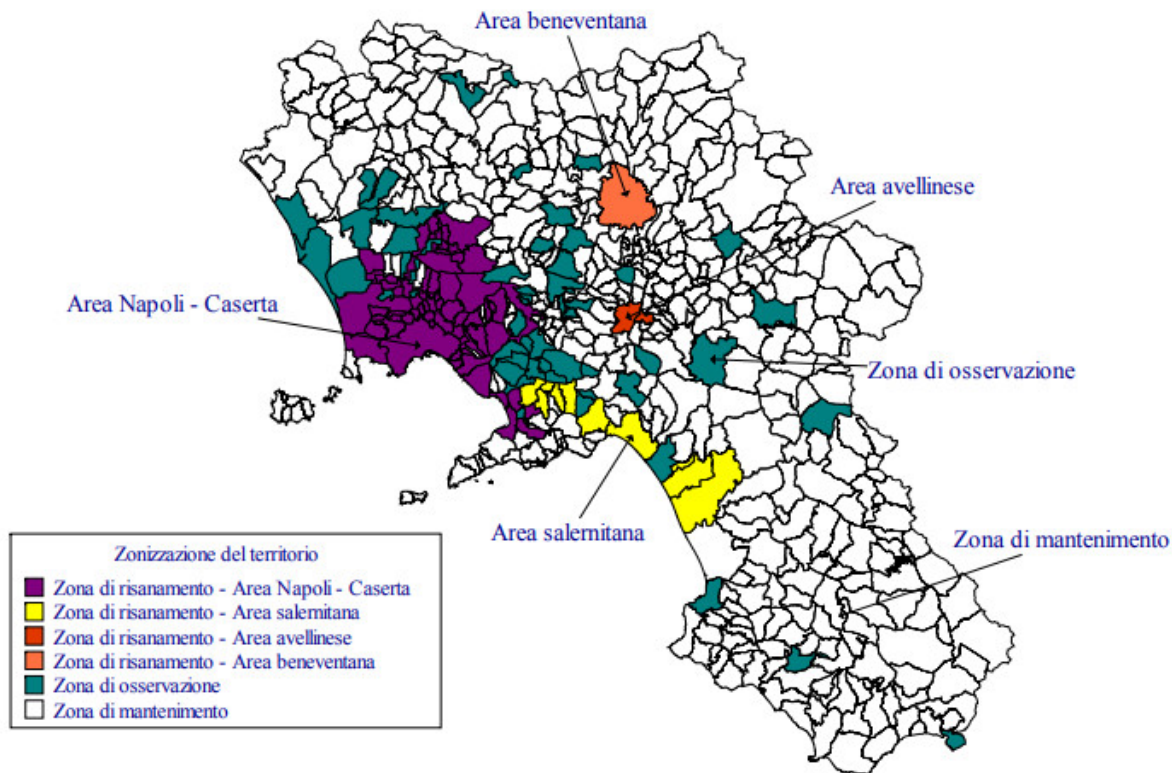 Area beneventana
Area avellinese
Area Napoli - Caserta
Zona di osservazione
Area salernitana
Zona di mantenimento
Zonizzazione del territorio
Zona di risanamento - Area Napoli - Caserta
Zona di risanamento - Area salernitana
Zona di risanamento - Area avellinese
Zona di risanamento - Area beneventana
Zona di osservazione
Zona di mantenimento